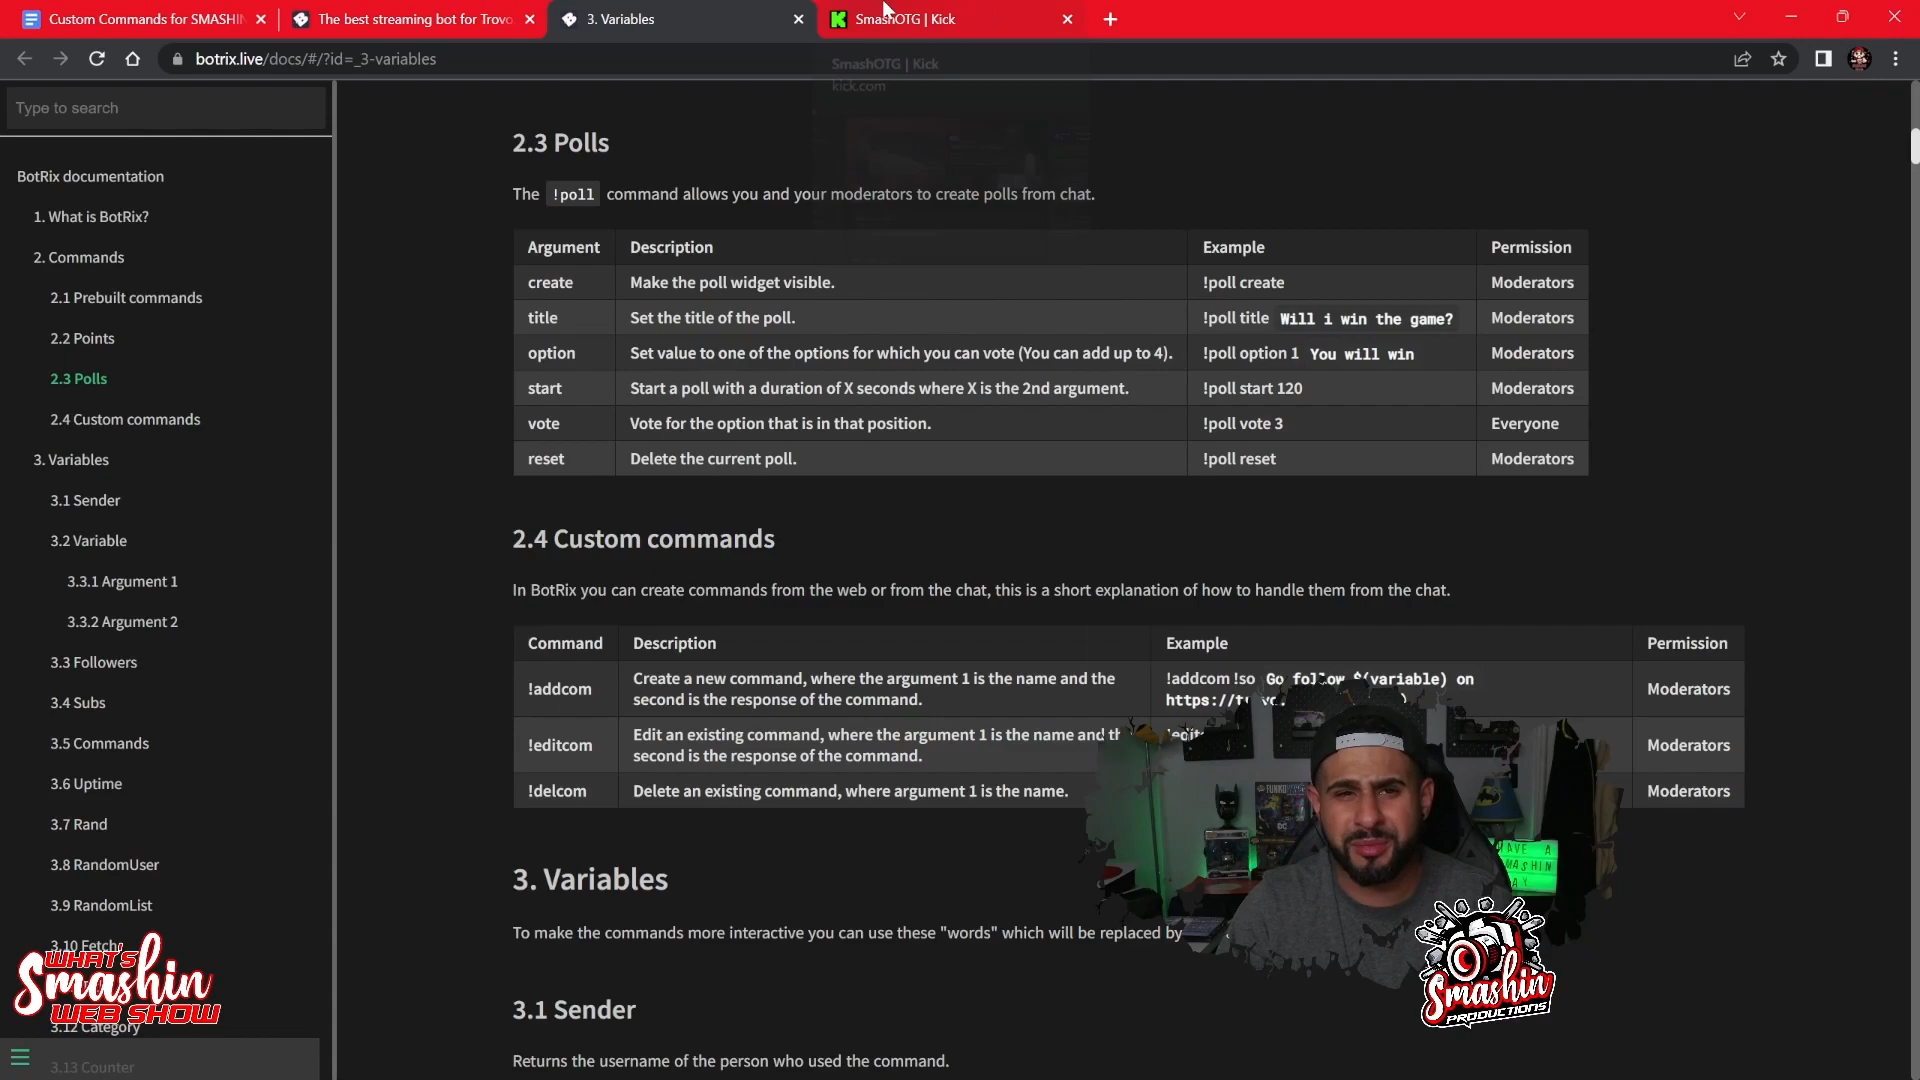 Custom Commands for SMASHIN
The best streaming bot for Trovo
3. Variables
SmashOTG | Kick
botrix.live/docs/#/?id=_3-variables
SmashOTG | Kick
kick.com
Type to search
BotRix documentation
1. What is BotRix?
2. Commands
2.1 Prebuilt commands
2.2 Points
2.3 Polls
2.4 Custom commands
3. Variables
3.1 Sender
3.2 Variable
3.3.1 Argument 1
3.3.2 Argument 2
3.3 Followers
3.4 Subs
3.5 Commands
3.6 Uptime
3.7 Rand
3.8 RandomUser
3.9 RandomList
3.10 Fetch
3.12 Category
3.13 Counter
WHAT'S
Smashin
WEB SHOW
2.3 Polls
The !poll command allows you and your moderators to create polls from chat.
Argument Description Example Permission
create Make the poll widget visible. !poll create Moderators
title Set the title of the poll. !poll title Will i win the game? Moderators
option Set value to one of the options for which you can vote (You can add up to 4). !poll option 1 You will win Moderators
start Start a poll with a duration of X seconds where X is the 2nd argument. !poll start 120 Moderators
vote Vote for the option that is in that position. !poll vote 3 Everyone
reset Delete the current poll. !poll reset Moderators
2.4 Custom commands
In BotRix you can create commands from the web or from the chat, this is a short explanation of how to handle them from the chat.
Command Description Example Permission
!addcom Create a new command, where the argument 1 is the name and the second is the response of the command. !addcom !so Go follow $(variable) on Moderators
!editcom Edit an existing command, where the argument 1 is the name and second is the response of the command. Moderators
!delcom Delete an existing command, where argument 1 is the name. Moderators
3. Variables
To make the commands more interactive you can use these "words" which will be replaced by
3.1 Sender
Returns the username of the person who used the command.
Smashin
PRODUCTIONS